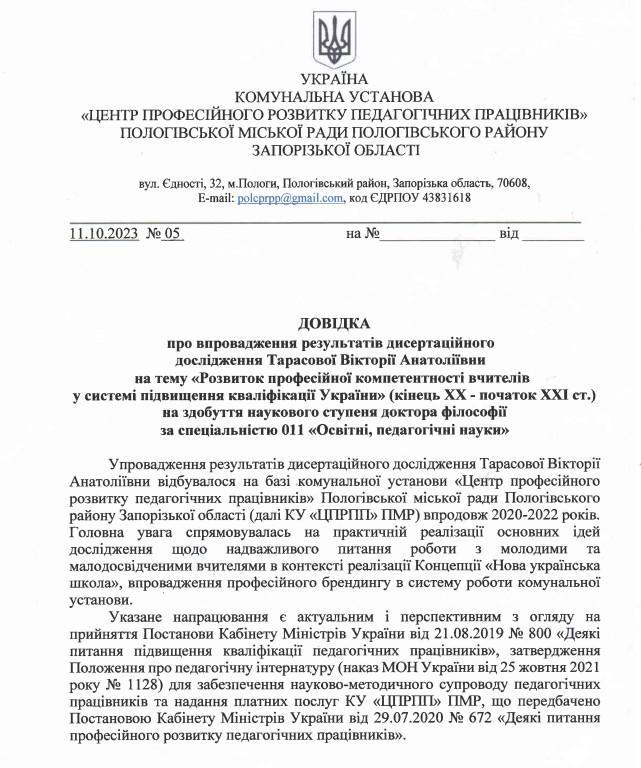 УКРАЇНА
КОМУНАЛЬНА УСТАНОВА
«ЦЕНТР ПРОФЕСІЙНОГО РОЗВИТКУ ПЕДАГОГІЧНИХ ПРАЦІВНИКІВ»
ПОЛОГІВСЬКОЇ МІСЬКОЇ РАДИ ПОЛОГІВСЬКОГО РАЙОНУ
ЗАПОРІЗЬКОЇ ОБЛАСТІ
вул. Єдності, 32, м.Пологи, Пологівський район, Запорізька область, 70608,
E-mail: polcprpp@gmail.com, код ЄДРПОУ 43831618
11.10.2023 № 05 на №________________ від _________
ДОВІДКА
про впровадження результатів дисертаційного
дослідження Тарасової Вікторії Анатоліївни
на тему «Розвиток професійної компетентності вчителів
у системі підвищення кваліфікації України» (кінець ХХ - початок ХХІ ст.)
на здобуття наукового ступеня доктора філософії
за спеціальністю 011 «Освітні, педагогічні науки»
Упровадження результатів дисертаційного дослідження Тарасової Вікторії
Анатоліївни відбувалося на базі комунальної установи «Центр професійного
розвитку педагогічних працівників» Пологівської міської ради Пологівського
району Запорізької області (далі КУ «ЦПРПП» ПМР) впродовж 2020-2022 років.
Головна увага спрямовувалась на практичній реалізації основних ідей
дослідження щодо надважливого питання роботи з молодими та
малодосвідченими вчителями в контексті реалізації Концепції «Нова українська
школа», впровадження професійного брендингу в систему роботи комунальної
установи.
Указане напрацювання є актуальним і перспективним з огляду на
прийняття Постанови Кабінету Міністрів України від 21.08.2019 № 800 «Деякі
питання підвищення кваліфікації педагогічних працівників», затвердження
Положення про педагогічну інтернатуру (наказ МОН України від 25 жовтня 2021
року № 1128) для забезпечення науково-методичного супроводу педагогічних
працівників та надання платних послуг КУ «ЦПРПП» ПМР, що передбачено
Постановою Кабінету Міністрів України від 29.07.2020 № 672 «Деякі питання
професійного розвитку педагогічних працівників».